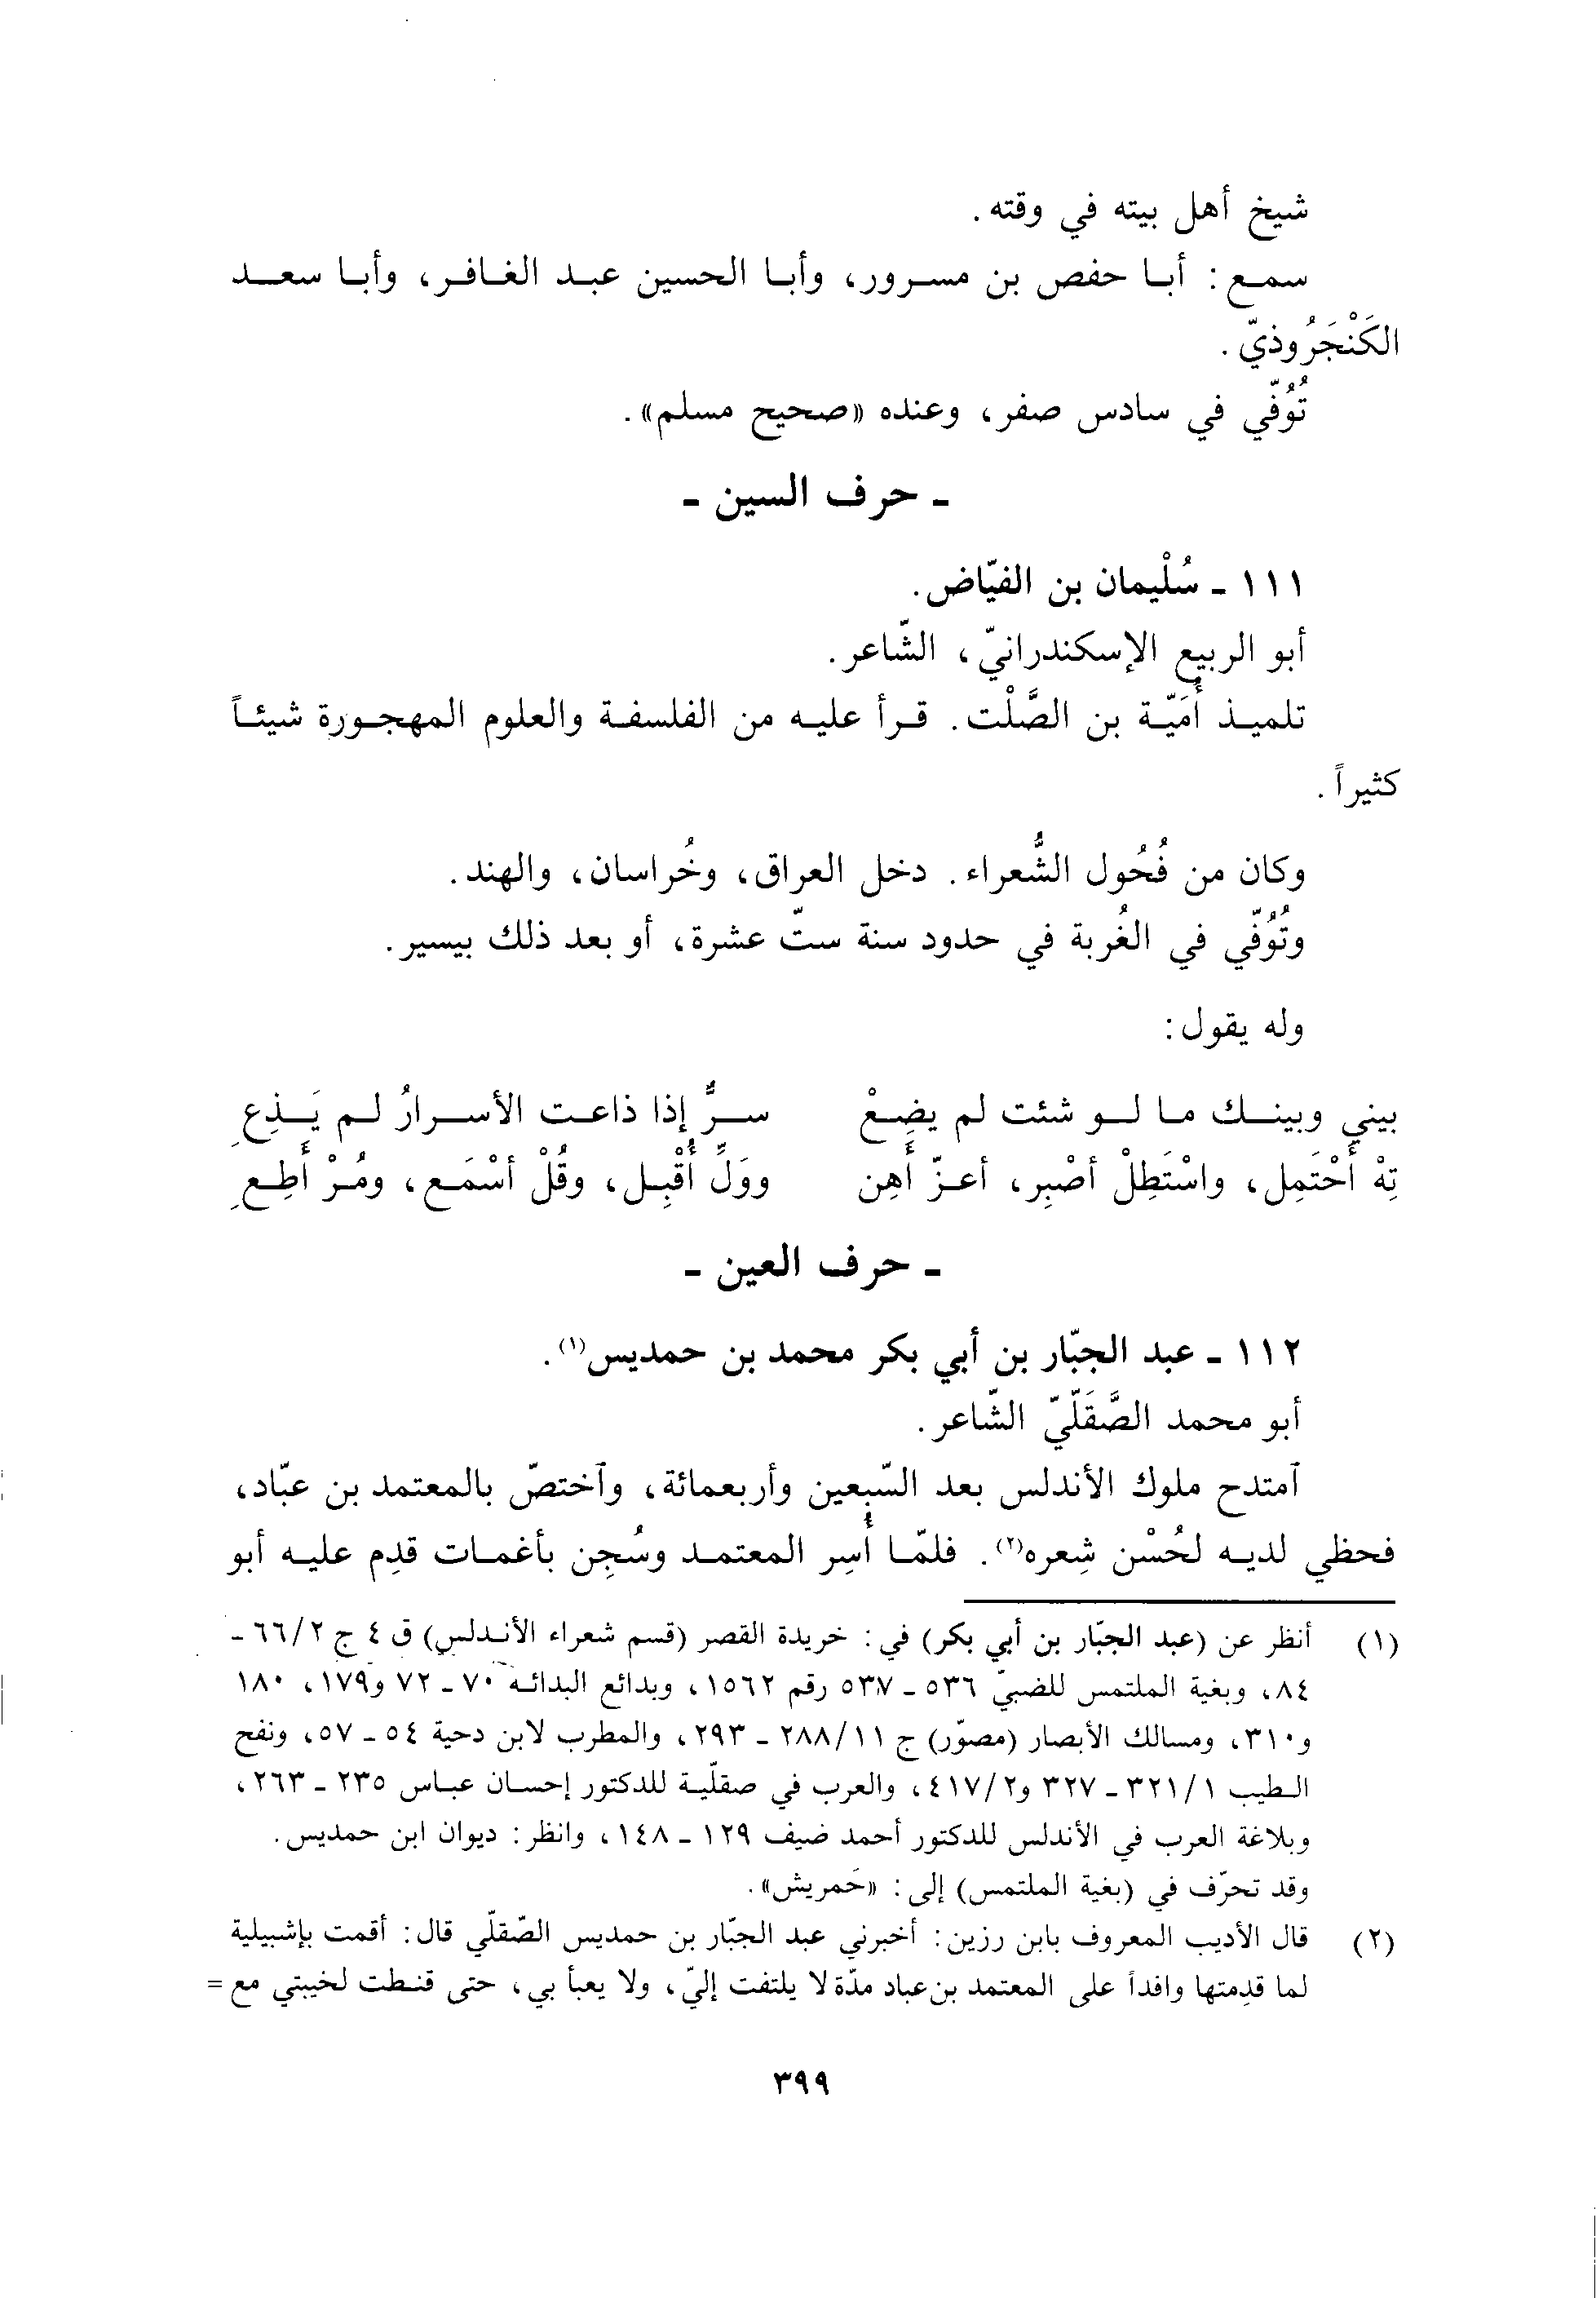 شيخ أهل بيته في وقته.
سمع: أبا حفص بن مسرور، وأبا الحسين عبد الغافر، وأبا سعد
الكَنْجَرُوذيّ.
تُوُفّي في سادس صفر، وعنده «صحيح مسلم».
- حرف السين -
١١١ - سُلْيمان بن الفيّاض.
أبو الربيع الإسكندرانيّ، الشّاعر.
تلميذ أُمَيّة بن الصَّلْت. قرأ عليه من الفلسفة والعلوم المهجورة شيئاً
كثيراً.
وكان من فُحُول الشُّعراء. دخل العراق، وخُراسان، والهند.
وتُوُفّي في الغُربة في حدود سنة ستّ عشرة، أو بعد ذلك بيسير.
وله يقول:
بيني وبينك ما لو شئت لم يضِعْ سرٌّ إذا ذاعت الأسرارُ لم يَذِعِ
تِهْ أَحْتَمِل، واسْتَطِلْ أصْبِر، أعزّ أَهِن ووَلِّ أُقْبِل، وقُلْ أسْمَع، ومُرْ أَطِعِ
- حرف العين -
١١٢ - عبد الجبّار بن أبي بكر محمد بن حمديس(١).
أبو محمد الصَّقَلّيّ الشّاعر.
آمتدح ملوك الأندلس بعد السّبعين وأربعمائة، وآختصّ بالمعتمد بن عبّاد،
فحظي لديه لحُسْن شِعره(٢). فلمّا أُسِر المعتمد وسُجِن بأغمات قدِم عليه أبو
(١) أنظر عن (عبد الجبّار بن أبي بكر) في: خريدة القصر (قسم شعراء الأندلس) ق ٤ ج ٦٦/٢ -
٨٤، وبغية الملتمس للضبيّ ٥٣٦ - ٥٣٧ رقم ١٥٦٢، وبدائع البدائه ٧٠ - ٧٢ و١٧٩، ١٨٠
و٣١٠، ومسالك الأبصار (مصوّر) ج ٢٨٨/١١ - ٢٩٣، والمطرب لابن دحية ٥٤ - ٥٧، ونفح
الطيب ٣٢١/١ - ٣٢٧ و٤١٧/٢، والعرب في صقلّية للدكتور إحسان عباس ٢٣٥ - ٢٦٣،
وبلاغة العرب في الأندلس للدكتور أحمد ضيف ١٢٩ - ١٤٨، وانظر: ديوان ابن حمديس.
وقد تحرّف في (بغية الملتمس) إلى: «حَمريش».
(٢) قال الأديب المعروف بابن رزين: أخبرني عبد الجبّار بن حمديس الصّقلّي قال: أقمت بإشبيلية
لما قدِمتها وافداً على المعتمد بن عباد مدّة لا يلتفت إليّ، ولا يعبأ بي، حتى قنطت لخيبتي مع =
٣٩٩